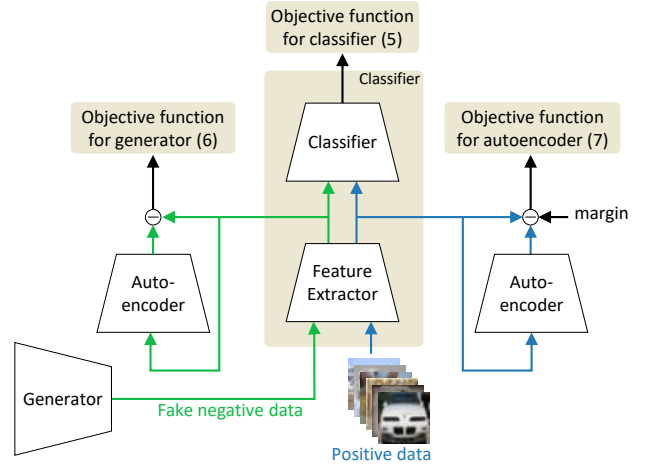 Objective function
for classifier (5)
Classifier
Objective function
for generator (6)
Classifier
Objective function
for autoencoder (7)
−
−
margin
Auto-
encoder
Feature
Extractor
Auto-
encoder
Generator
Fake negative data
Positive data